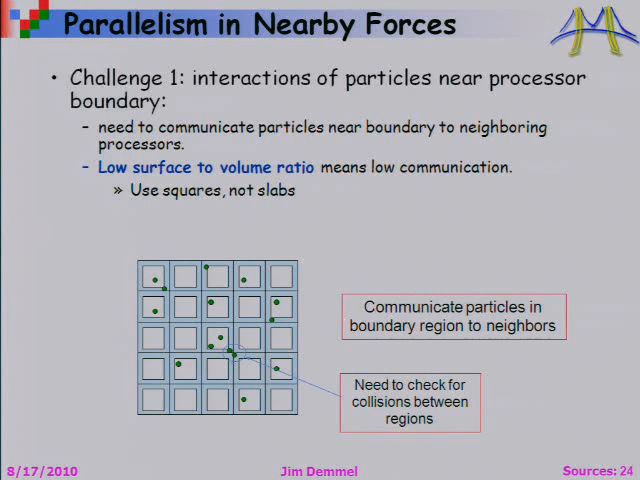 Parallelism in Nearby Forces
• Challenge 1: interactions of particles near processor
boundary:
– need to communicate particles near boundary to neighboring
processors.
– Low surface to volume ratio means low communication.
» Use squares, not slabs
Communicate particles in
boundary region to neighbors
Need to check for
collisions between
regions
8/17/2010
Jim Demmel
Sources: 24